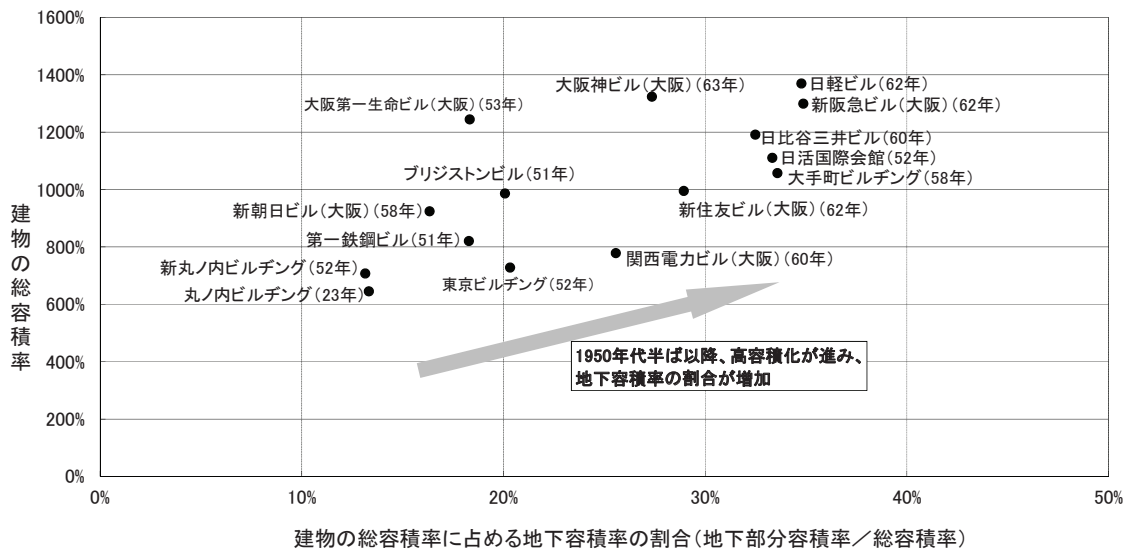 1600%
1400%
1200%
1000%
800%
600%
400%
200%
0%
建物の総容積率
大阪神ビル(大阪)(63年)
日軽ビル(62年)
大阪第一生命ビル(大阪)(53年)
新阪急ビル(大阪)(62年)
日比谷三井ビル(60年)
日活国際会館(52年)
ブリジストンビル(51年)
大手町ビルヂング(58年)
新朝日ビル(大阪)(58年)
新住友ビル(大阪)(62年)
第一鉄鋼ビル(51年)
関西電力ビル(大阪)(60年)
新丸ノ内ビルヂング(52年)
東京ビルヂング(52年)
丸ノ内ビルヂング(23年)
1950年代半ば以降、高容積化が進み、
地下容積率の割合が増加
0%
10%
20%
30%
40%
50%
建物の総容積率に占める地下容積率の割合(地下部分容積率/総容積率)